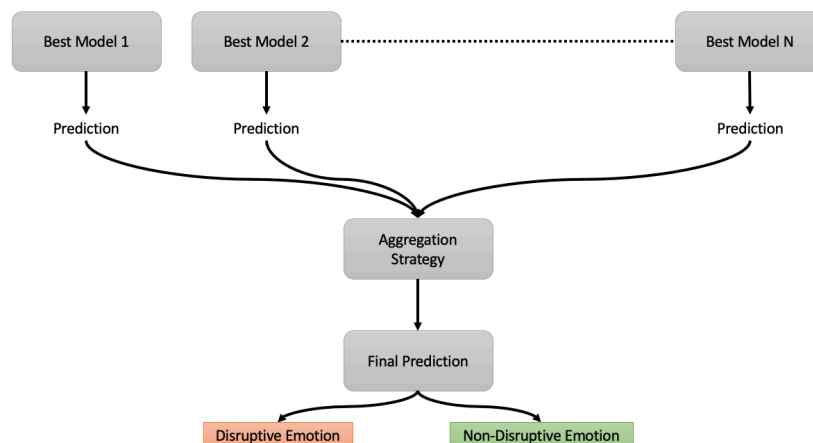 Best Model 1
Best Model 2
Best Model N
Prediction
Prediction
Prediction
Aggregation
Strategy
Final Prediction
Disruptive Emotion
Non-Disruptive Emotion